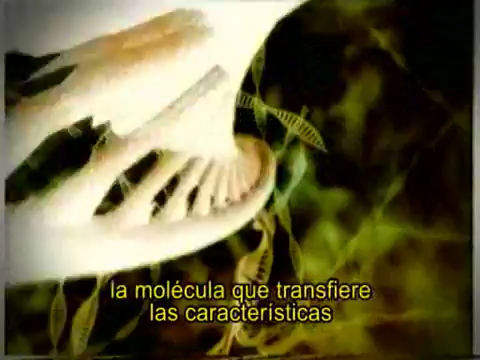 la molécula que transfiere
las características